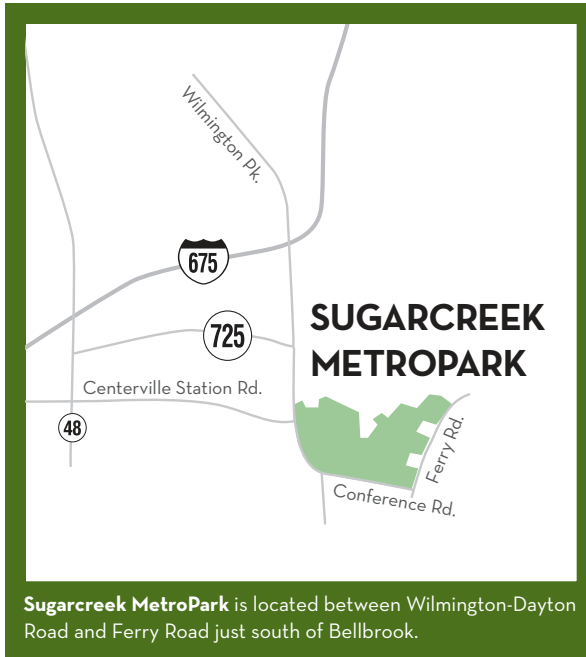 Wilmington Pk.
675
725
SUGARCREEK
METROPARK
Centerville Station Rd.
48
Ferry Rd.
Conference Rd.
Sugarcreek MetroPark is located between Wilmington-Dayton
Road and Ferry Road just south of Bellbrook.